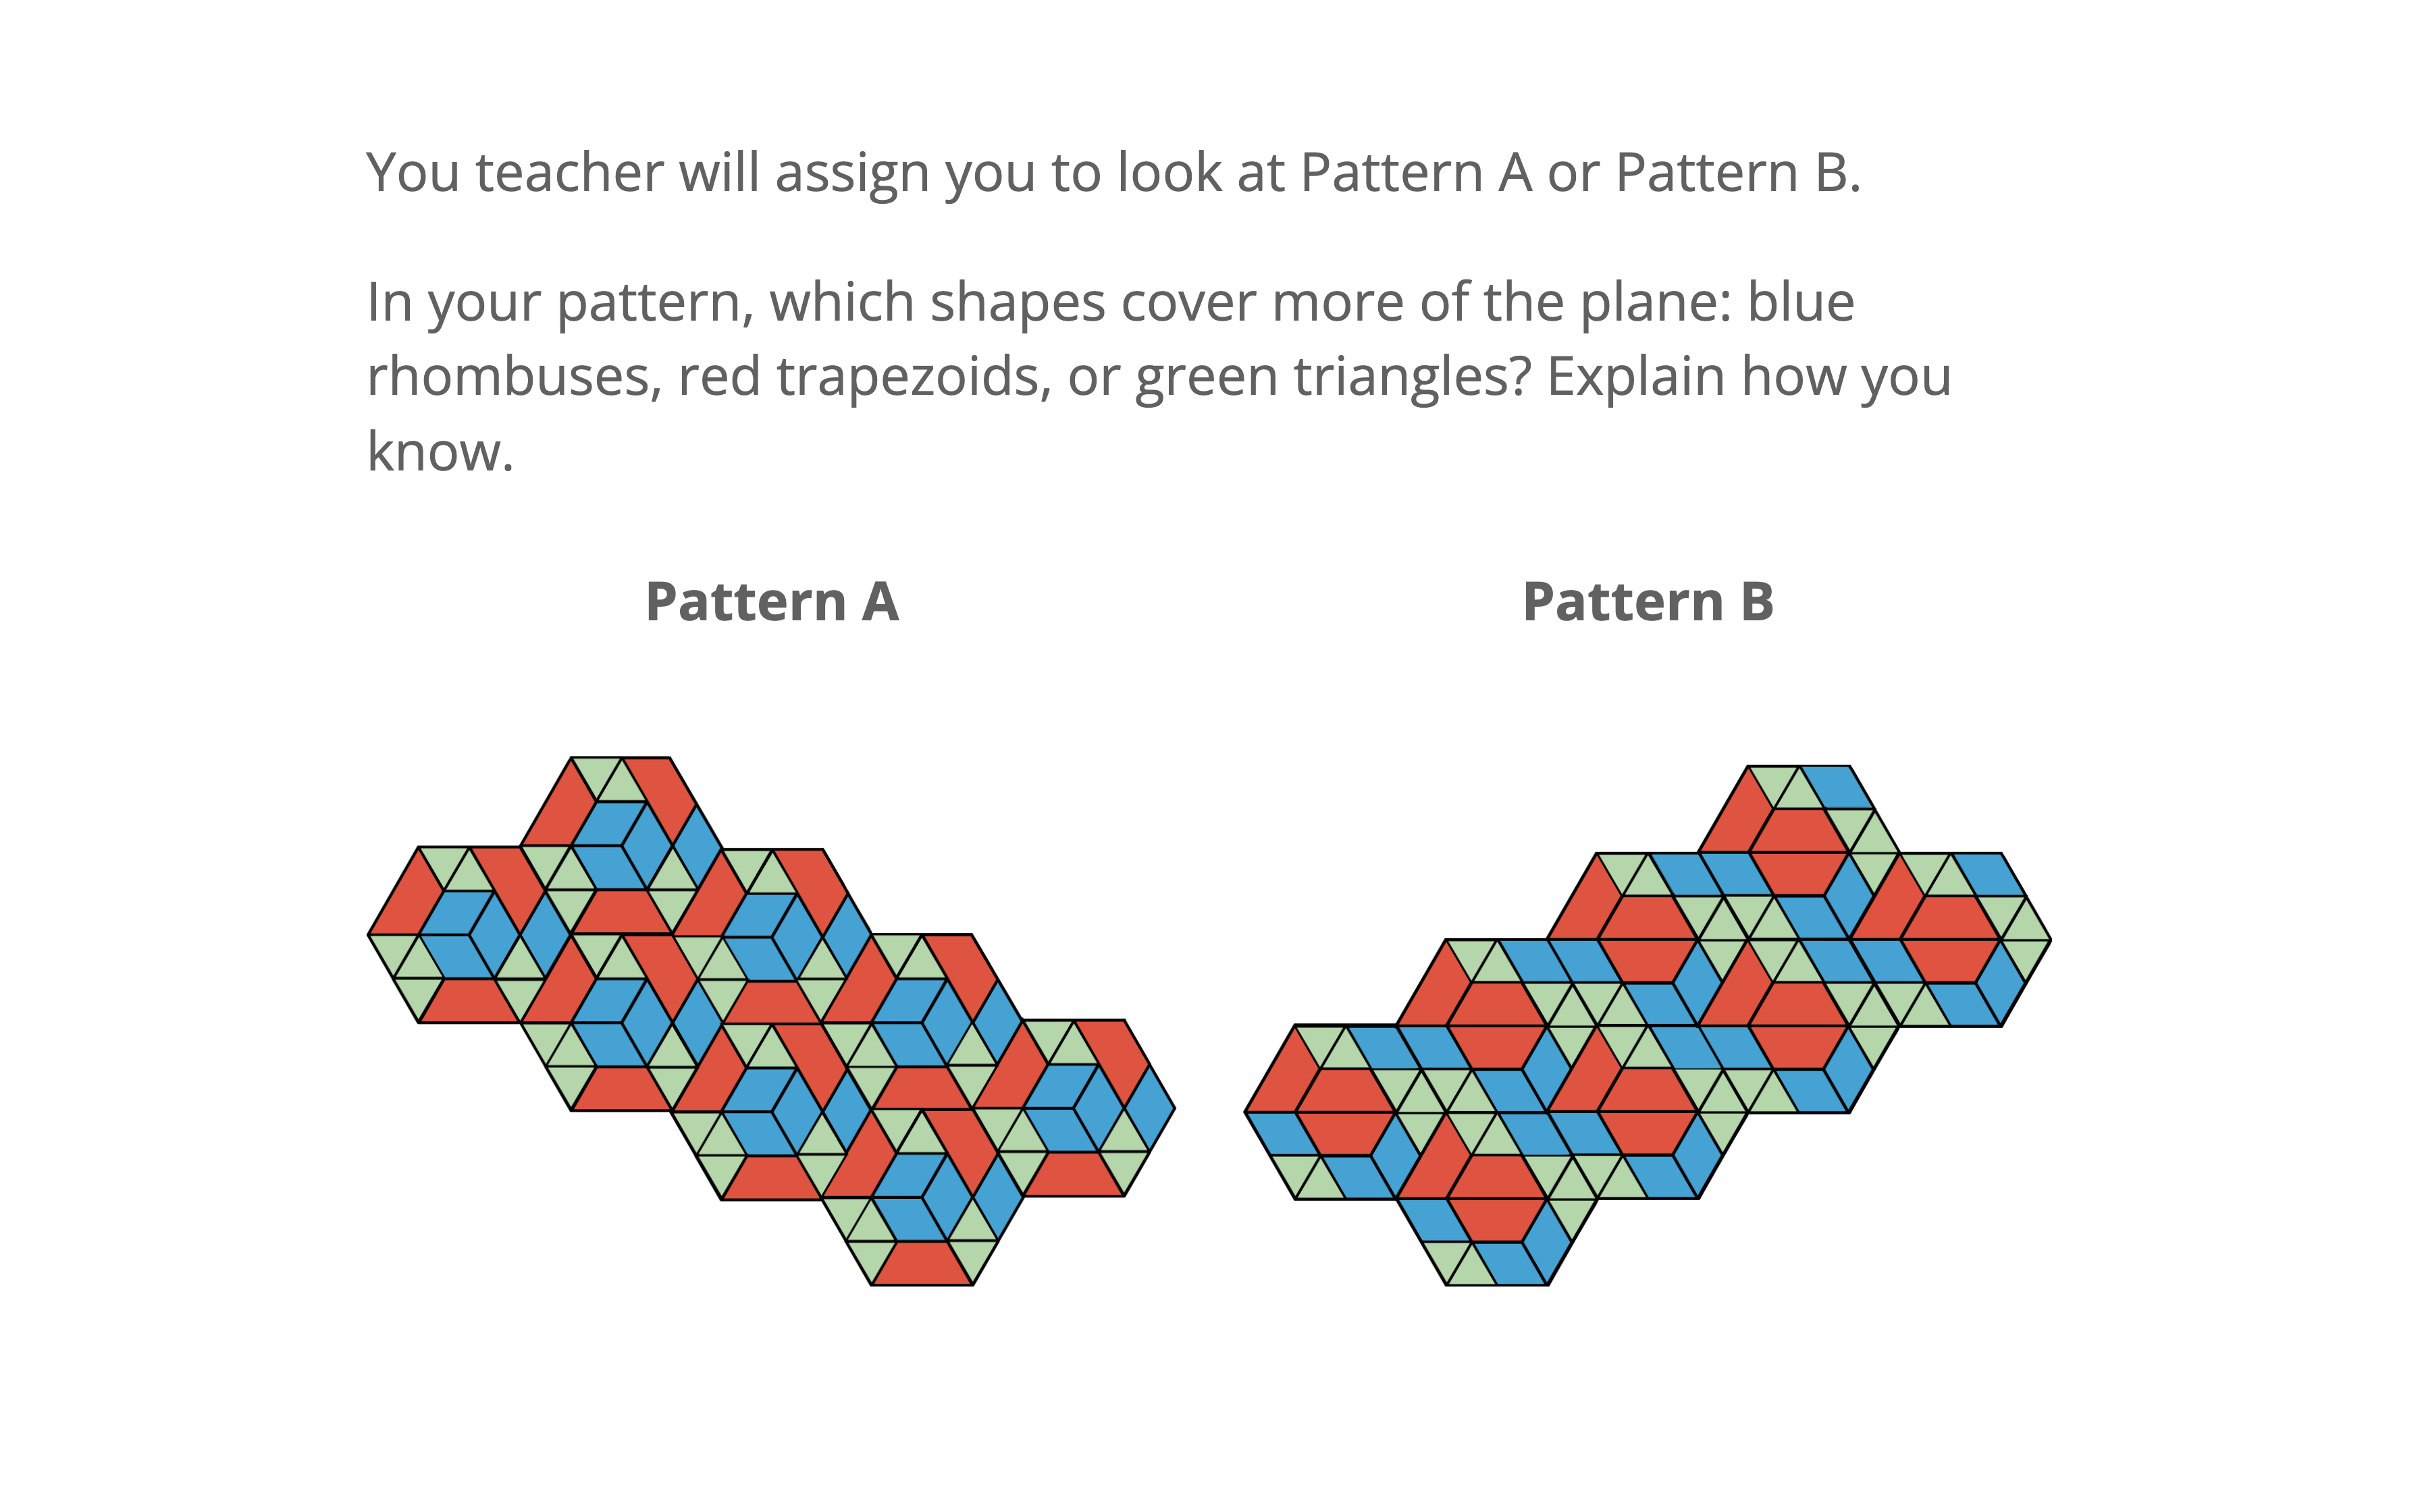 You teacher will assign you to look at Pattern A or Pattern B.
In your pattern, which shapes cover more of the plane: blue
rhombuses, red trapezoids, or green triangles? Explain how you
know.
Pattern A
Pattern B